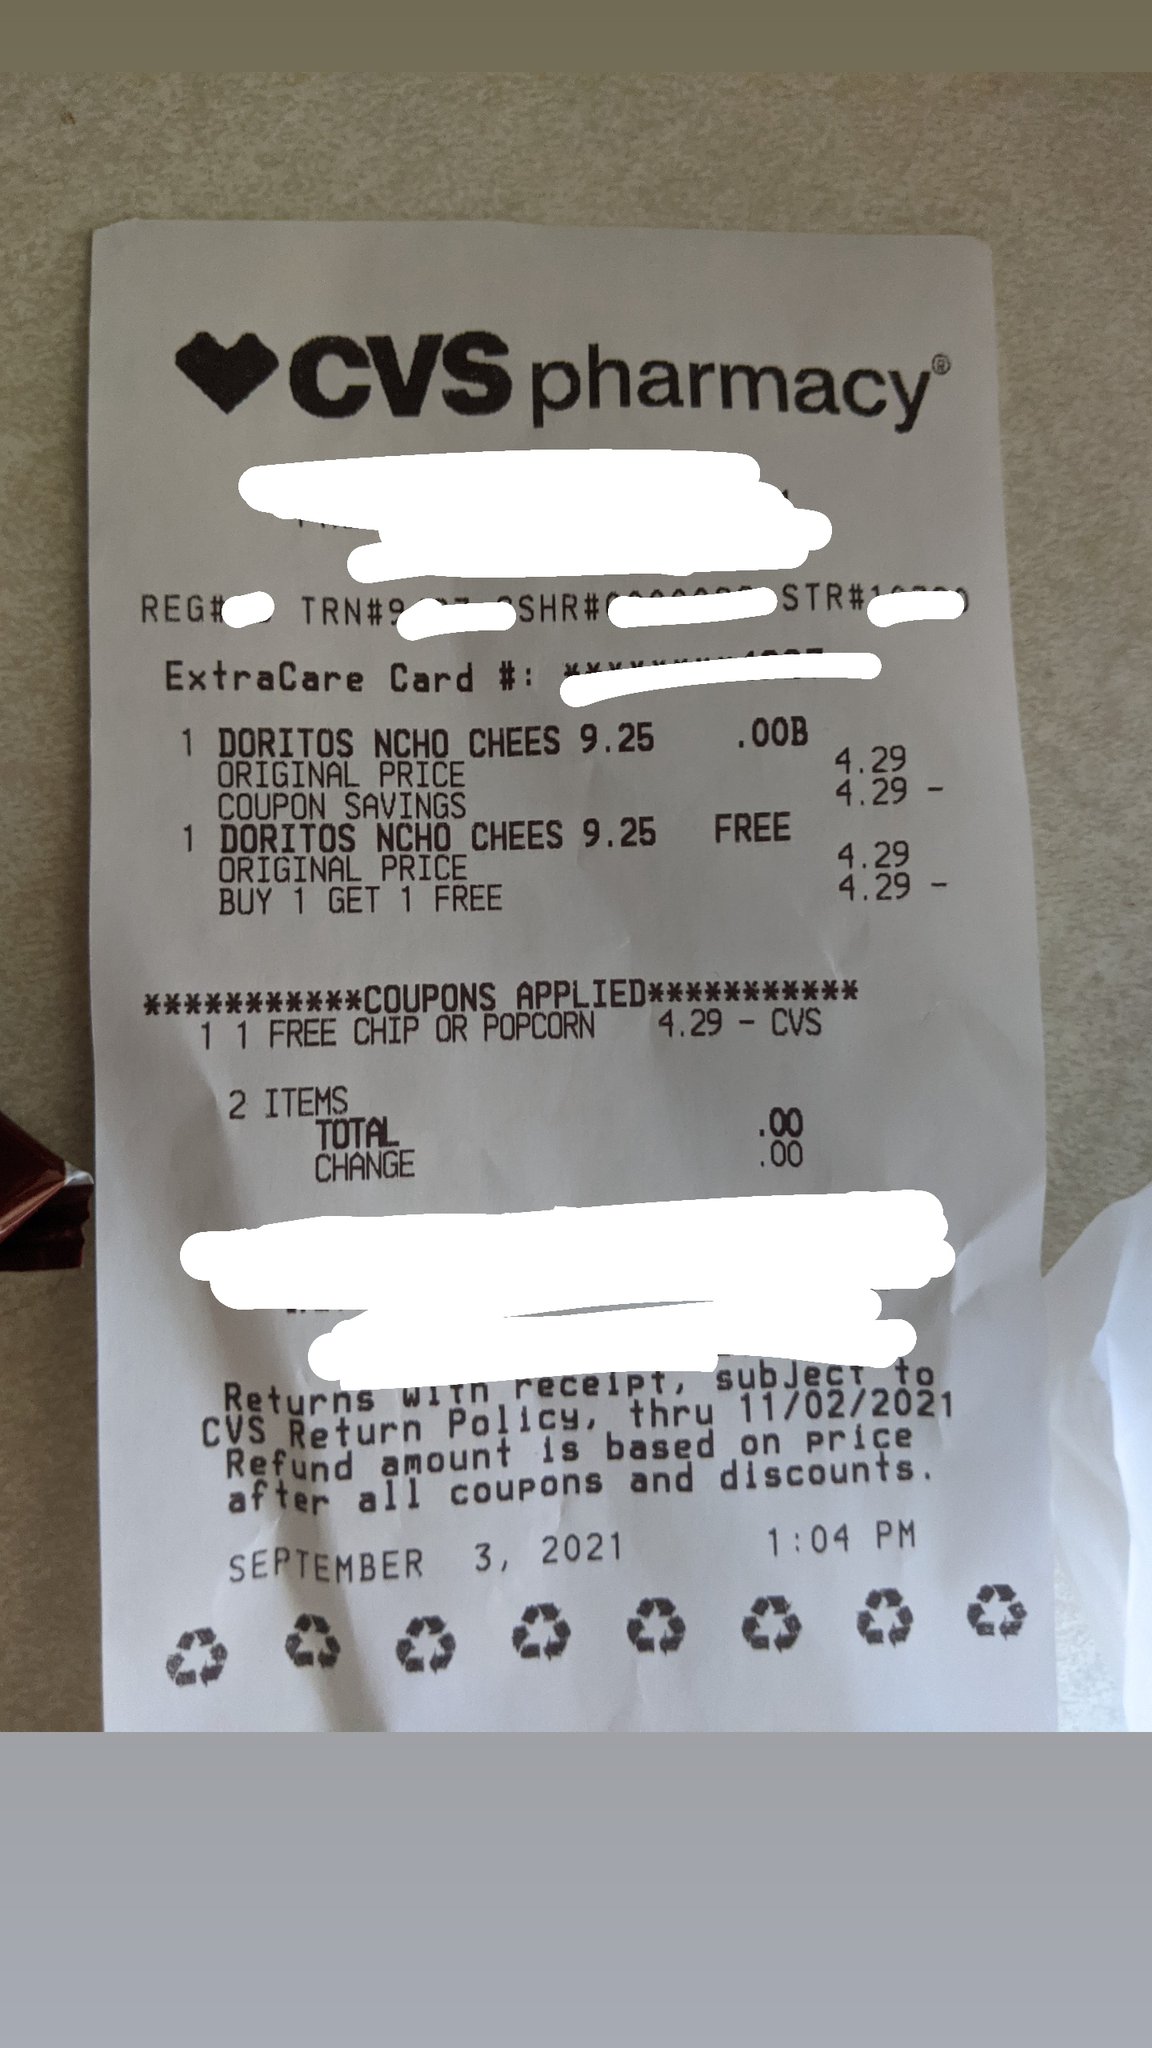 CVS pharmacy®
REG# TRN#9 SHR# STR#
ExtraCare Card #:
1 DORITOS NCHO CHEES 9.25 .00B
ORIGINAL PRICE 4.29
COUPON SAVINGS 4.29 -
1 DORITOS NCHO CHEES 9.25 FREE
ORIGINAL PRICE 4.29
BUY 1 GET 1 FREE 4.29 -
***********COUPONS APPLIED***********
1 1 FREE CHIP OR POPCORN 4.29 - CVS
2 ITEMS
TOTAL .00
CHANGE .00
Returns with receipt, subject to
CVS Return Policy, thru 11/02/2021
Refund amount is based on price
after all coupons and discounts.
SEPTEMBER 3, 2021 1:04 PM